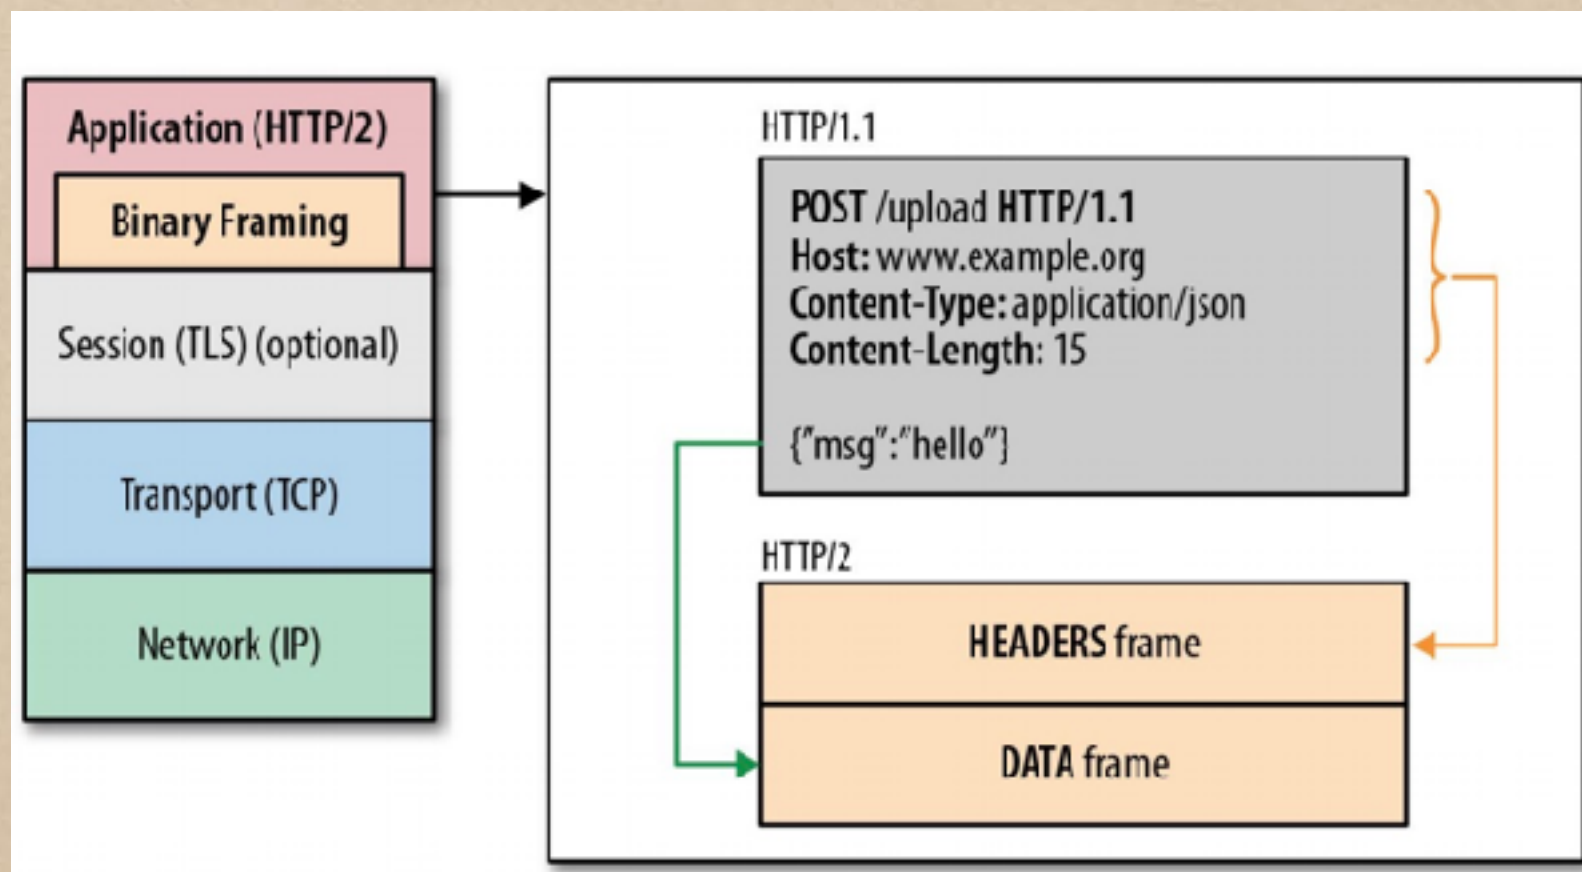 Application (HTTP/2)
Binary Framing
Session (TLS) (optional)
Transport (TCP)
Network (IP)
HTTP/1.1
POST /upload HTTP/1.1
Host: www.example.org
Content-Type: application/json
Content-Length: 15
{"msg":"hello"}
HTTP/2
HEADERS frame
DATA frame